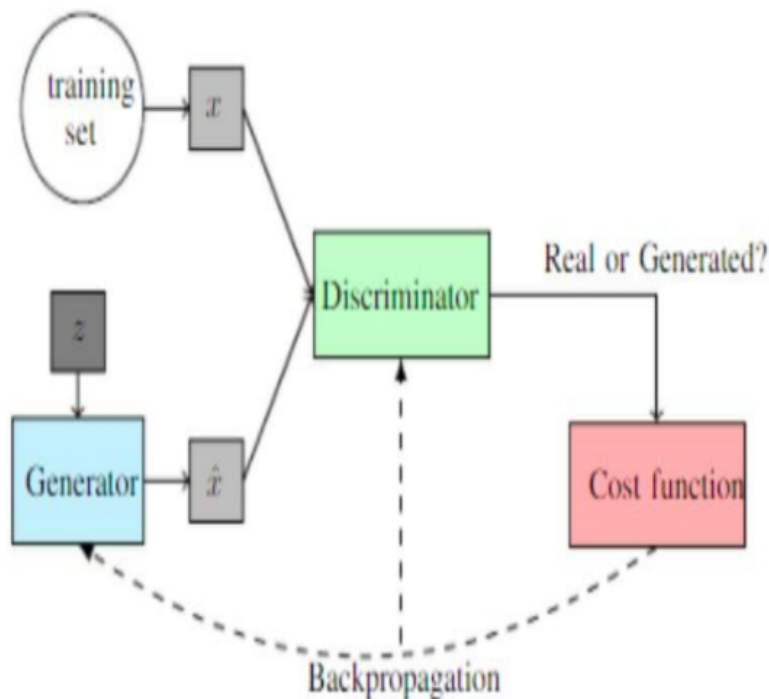 training
set
x
Real or Generated?
Discriminator
z
Generator
x̂
Cost function
Backpropagation